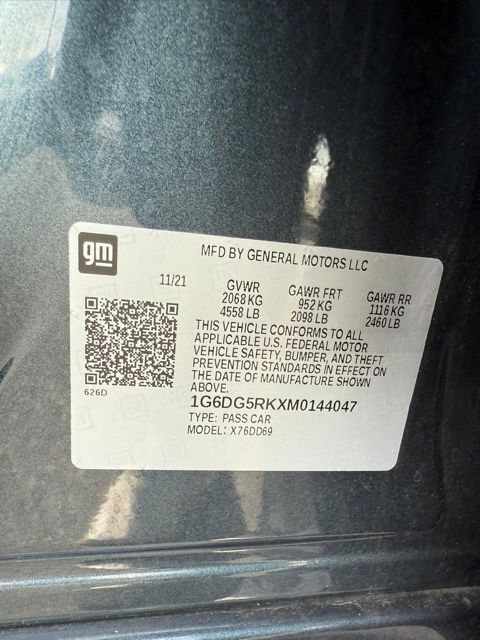 gm
MFD BY GENERAL MOTORS LLC
11/21
GVWR
2068 KG
4558 LB
GAWR FRT
952 KG
2098 LB
GAWR RR
1116 KG
2460 LB
THIS VEHICLE CONFORMS TO ALL
APPLICABLE U.S. FEDERAL MOTOR
VEHICLE SAFETY, BUMPER, AND THEFT
PREVENTION STANDARDS IN EFFECT ON
THE DATE OF MANUFACTURE SHOWN
ABOVE.
626D
1G6DG5RKXM0144047
TYPE: PASS CAR
MODEL: X76DD69